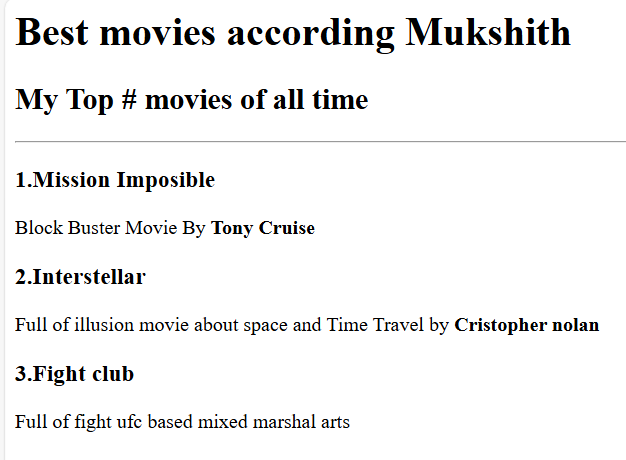 Best movies according Mukshith
My Top # movies of all time
1.Mission Imposible
Block Buster Movie By Tony Cruise
2.Interstellar
Full of illusion movie about space and Time Travel by Cristopher nolan
3.Fight club
Full of fight ufc based mixed marshal arts